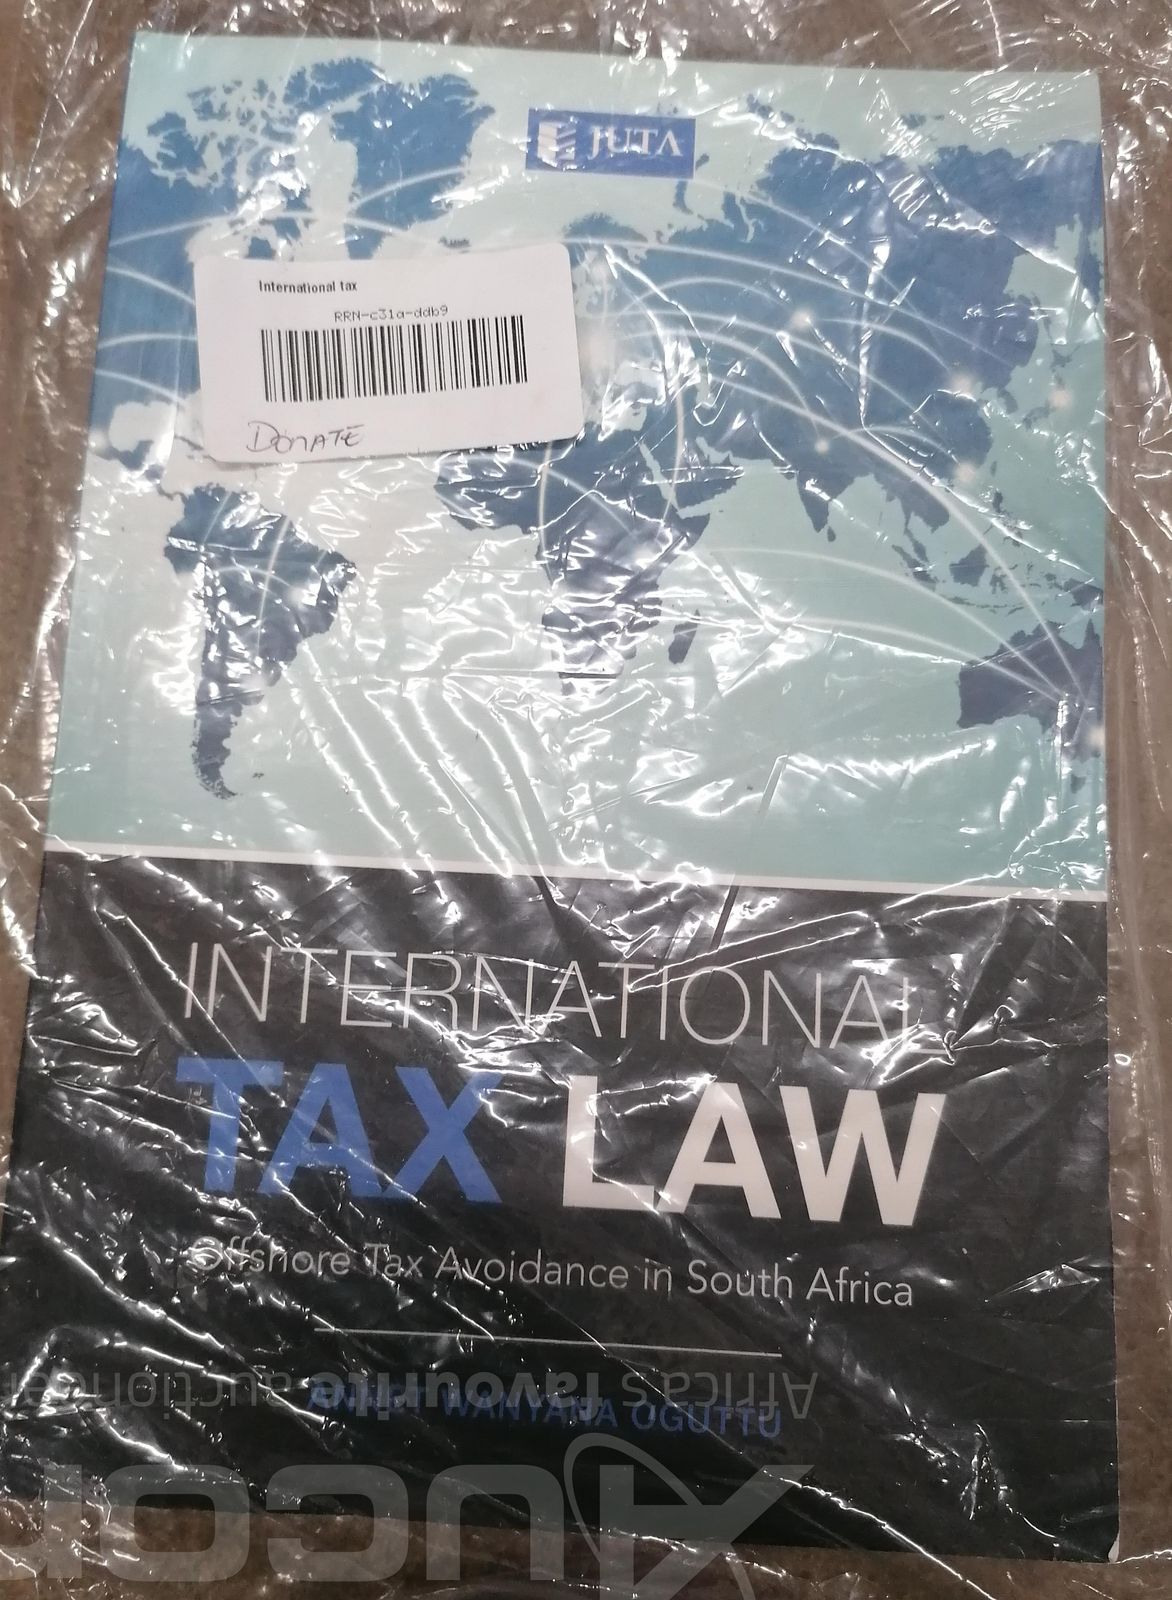 JUTA
International tax
RRN-c31a-ddb9
DONATE
INTERNATIONAL
TAX LAW
Offshore Tax Avoidance in South Africa
ANNET WANYANA OGUTTU
Africa's favourite auctioneer